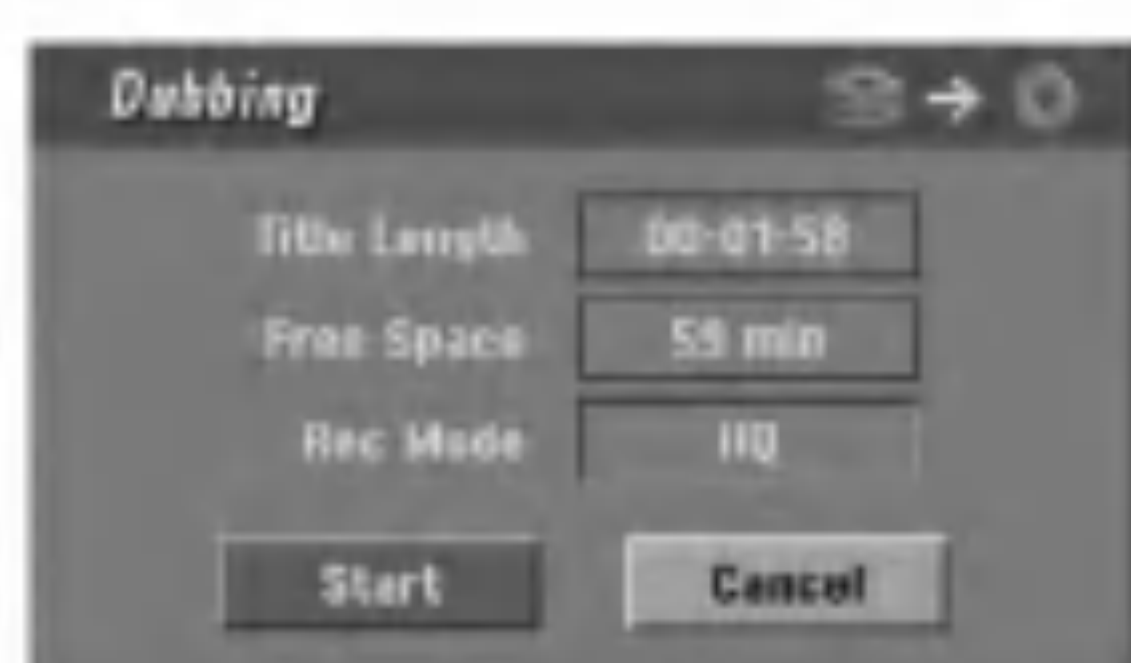 Dubbing
Title Length 00-01-58
Free Space 59 min
Rec Mode HQ
Start Cancel